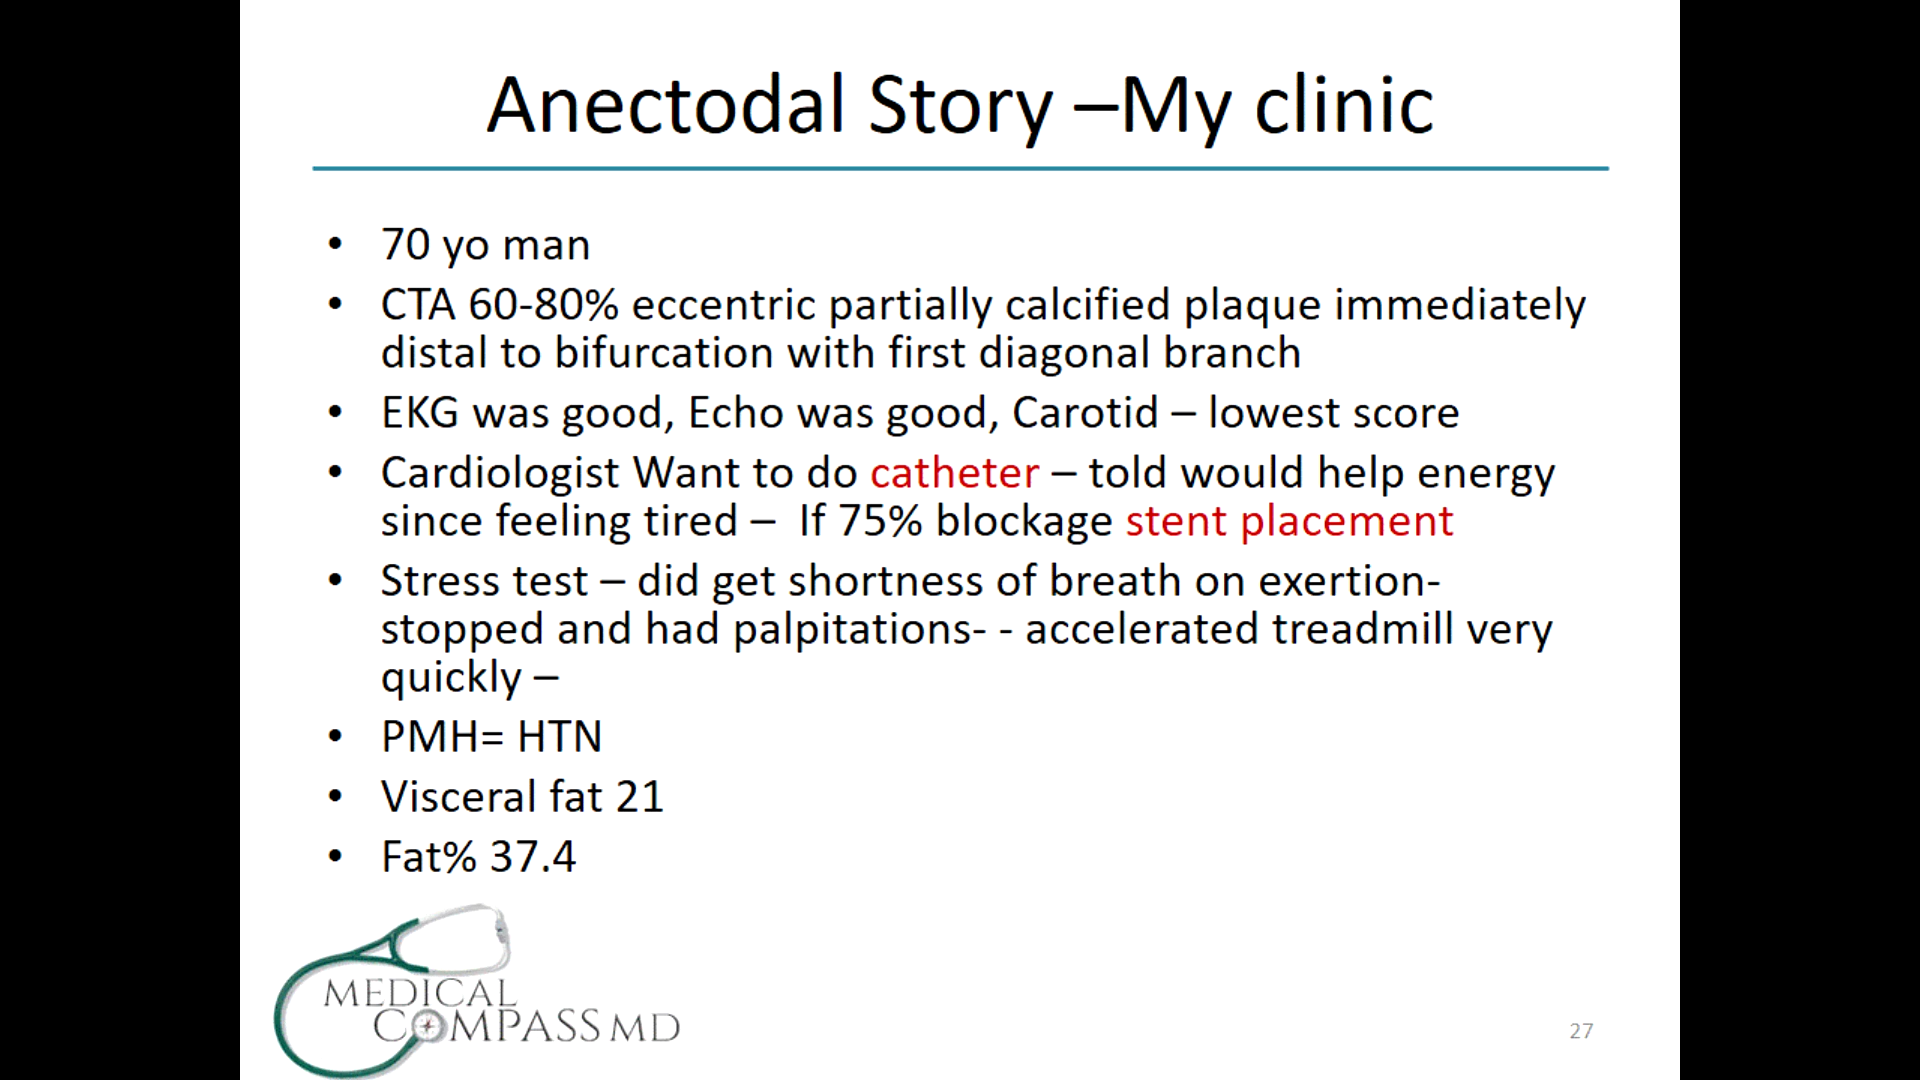 Anectodal Story –My clinic
• 70 yo man
• CTA 60-80% eccentric partially calcified plaque immediately
distal to bifurcation with first diagonal branch
• EKG was good, Echo was good, Carotid – lowest score
• Cardiologist Want to do catheter – told would help energy
since feeling tired – If 75% blockage stent placement
• Stress test – did get shortness of breath on exertion-
stopped and had palpitations- - accelerated treadmill very
quickly –
• PMH= HTN
• Visceral fat 21
• Fat% 37.4
MEDICAL
COMPASS MD
27